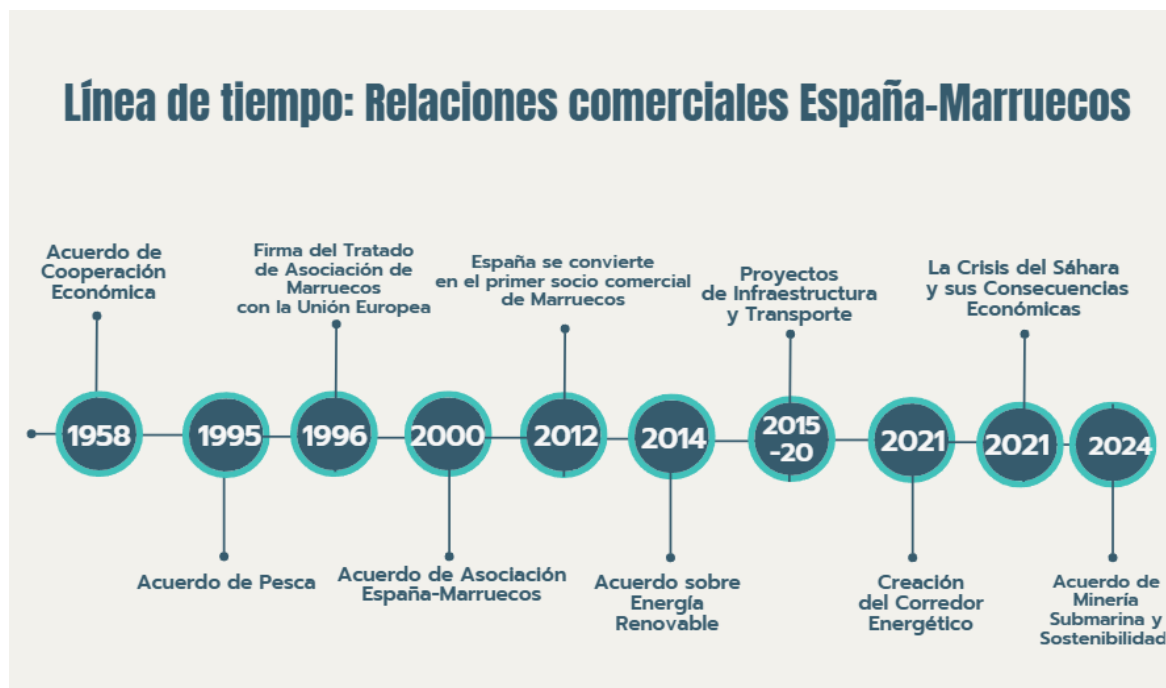 Línea de tiempo: Relaciones comerciales España-Marruecos
Acuerdo de
Cooperación
Económica
1958
1995
Acuerdo de Pesca
Firma del Tratado
de Asociación de
Marruecos
con la Unión Europea
1996
2000
Acuerdo de Asociación
España-Marruecos
España se convierte
en el primer socio comercial
de Marruecos
2012
2014
Acuerdo sobre
Energía
Renovable
Proyectos
de Infraestructura
y Transporte
2015
-20
2021
Creación
del Corredor
Energético
La Crisis del Sáhara
y sus Consecuencias
Económicas
2021
2024
Acuerdo de
Minería
Submarina y
Sostenibilidad